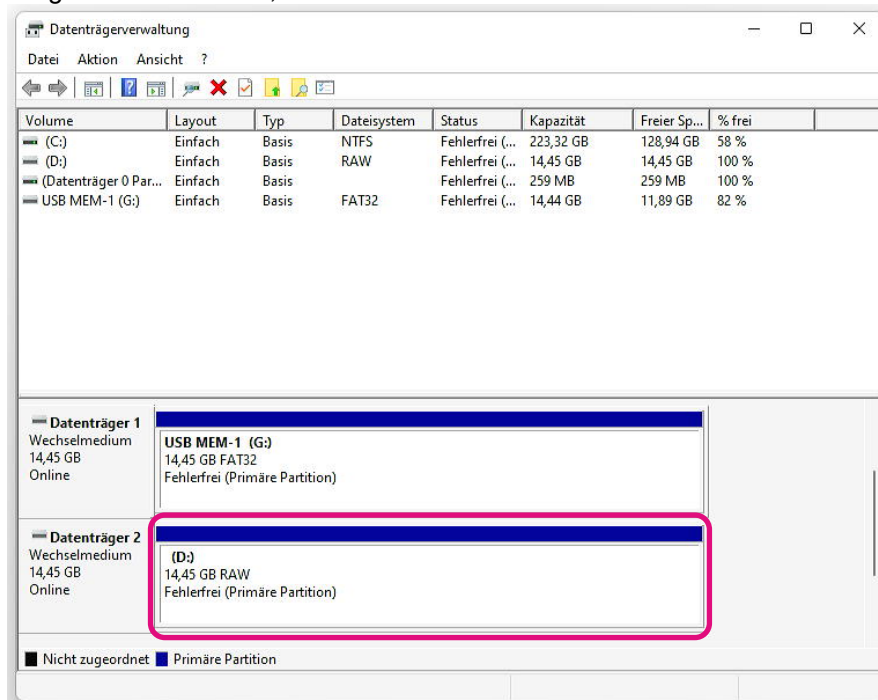 Datenträgerverwaltung
Datei Aktion Ansicht ?
Volume Layout Typ Dateisystem Status Kapazität Freier Sp... % frei
(C:) Einfach Basis NTFS Fehlerfrei (... 223,32 GB 128,94 GB 58 %
(D:) Einfach Basis RAW Fehlerfrei (... 14,45 GB 14,45 GB 100 %
(Datenträger 0 Par... Einfach Basis Fehlerfrei (... 259 MB 259 MB 100 %
USB MEM-1 (G:) Einfach Basis FAT32 Fehlerfrei (... 14,44 GB 11,89 GB 82 %
Datenträger 1
Wechselmedium
14,45 GB
Online
USB MEM-1 (G:)
14,45 GB FAT32
Fehlerfrei (Primäre Partition)
Datenträger 2
Wechselmedium
14,45 GB
Online
(D:)
14,45 GB RAW
Fehlerfrei (Primäre Partition)
Nicht zugeordnet Primäre Partition